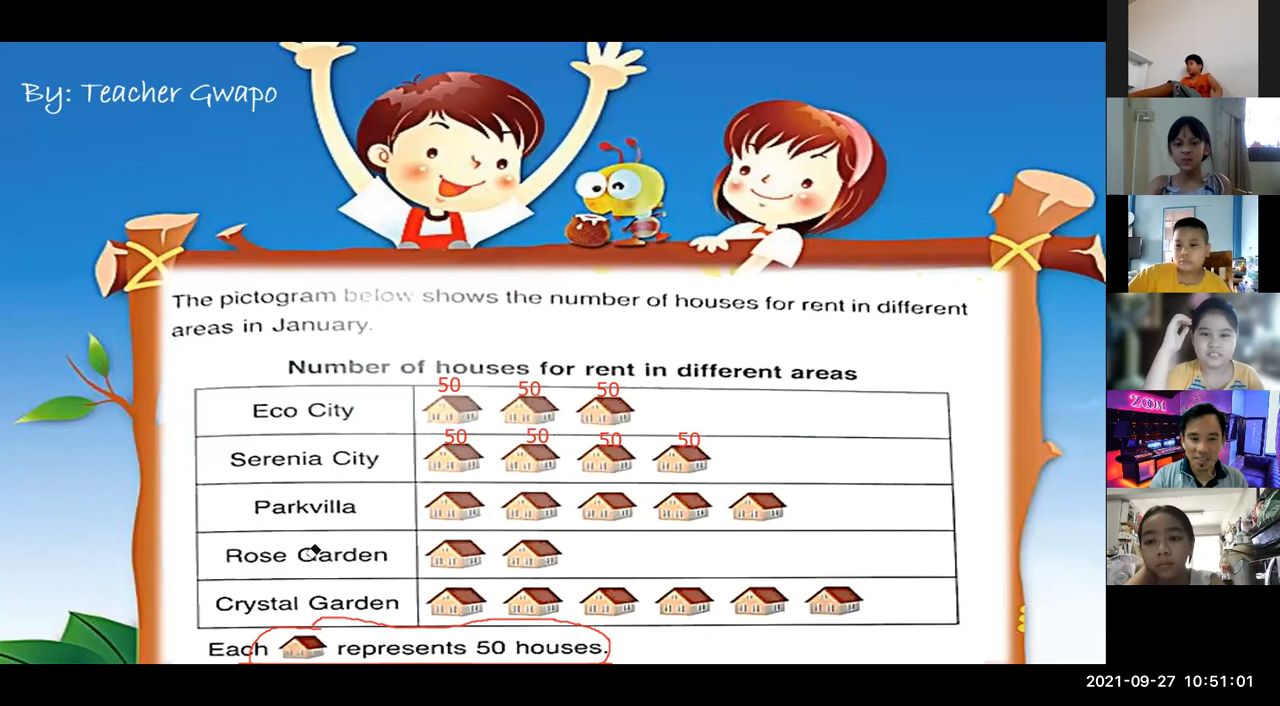 By: Teacher Gwapo
The pictogram below shows the number of houses for rent in different
areas in January.
Number of houses for rent in different areas
50 50 50
Eco City
50 50 50 50
Serenia City
Parkvilla
Rose Garden
Crystal Garden
Each represents 50 houses.
ZOOM
2021-09-27 10:51:01